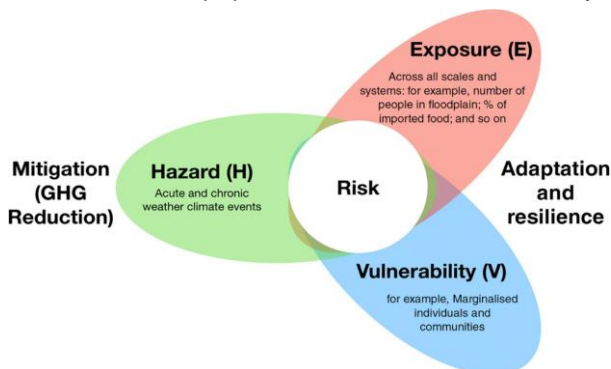 Exposure (E)
Across all scales and
systems: for example, number of
people in floodplain; % of
imported food; and so on
Mitigation
(GHG
Reduction)
Hazard (H)
Acute and chronic
weather climate events
Risk
Adaptation
and
resilience
Vulnerability (V)
for example, Marginalised
individuals and
communities